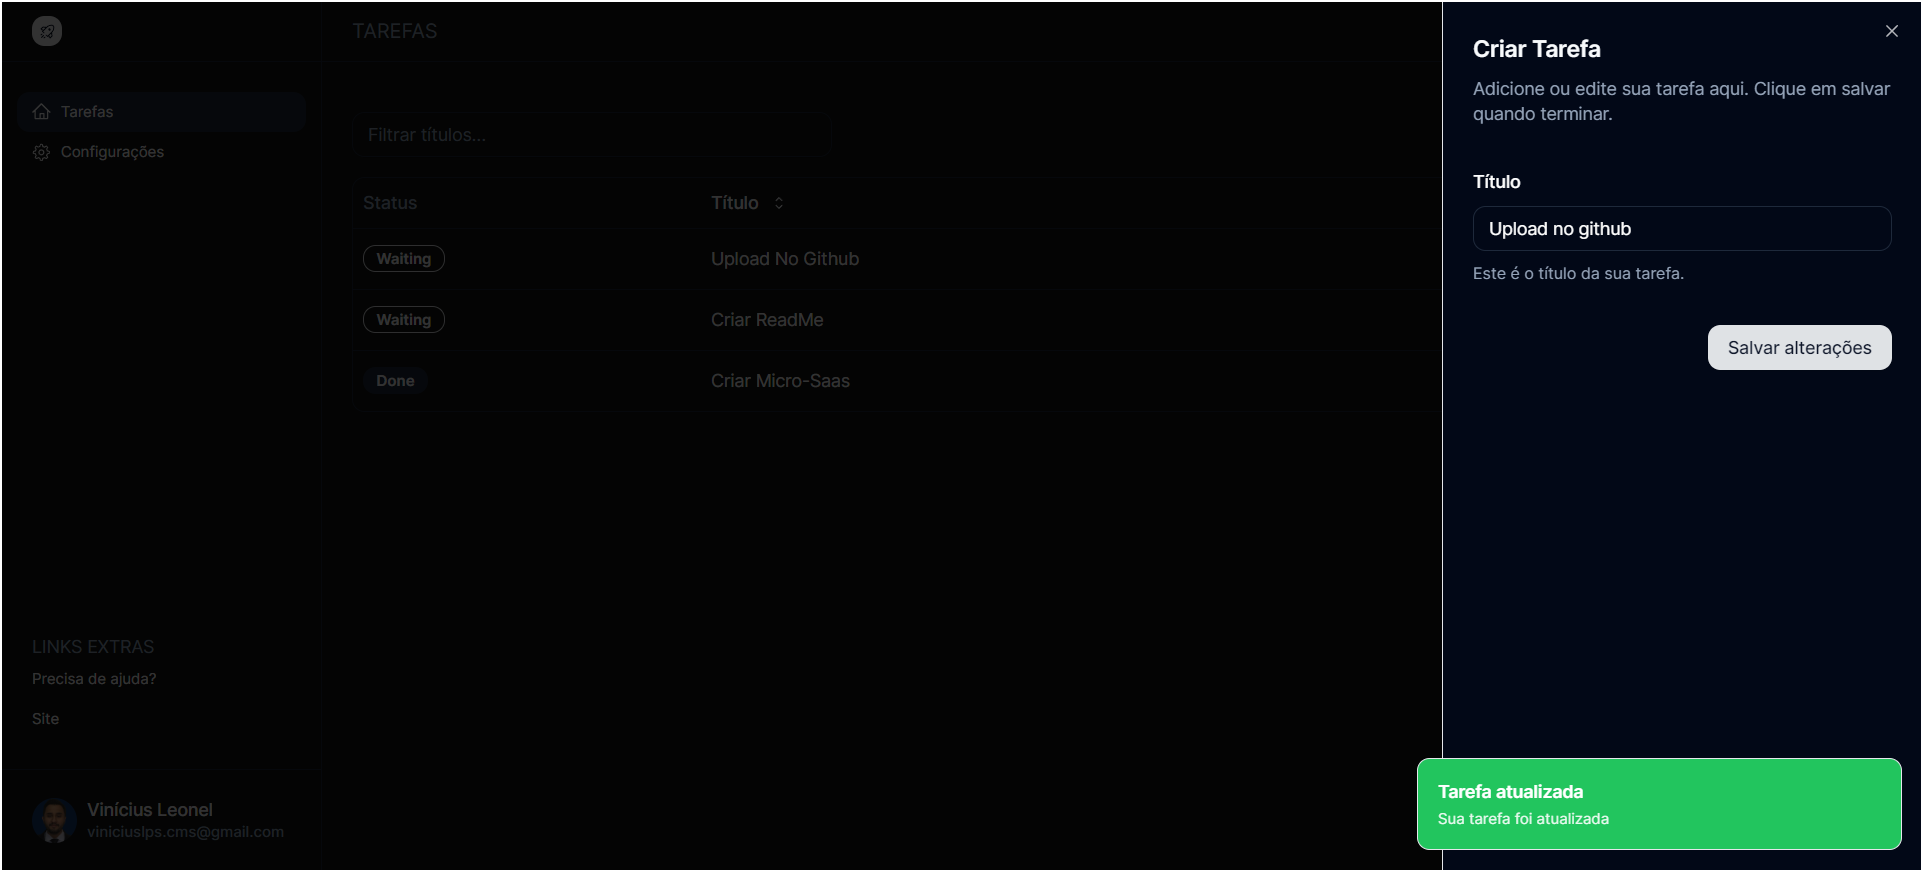 TAREFAS
Tarefas
Configurações
Filtrar títulos...
Status
Título
Waiting
Upload No Github
Waiting
Criar ReadMe
Done
Criar Micro-Saas
LINKS EXTRAS
Precisa de ajuda?
Site
Vinícius Leonel
viniciuslps.cms@gmail.com
Criar Tarefa
Adicione ou edite sua tarefa aqui. Clique em salvar
quando terminar.
Título
Upload no github
Este é o título da sua tarefa.
Salvar alterações
Tarefa atualizada
Sua tarefa foi atualizada